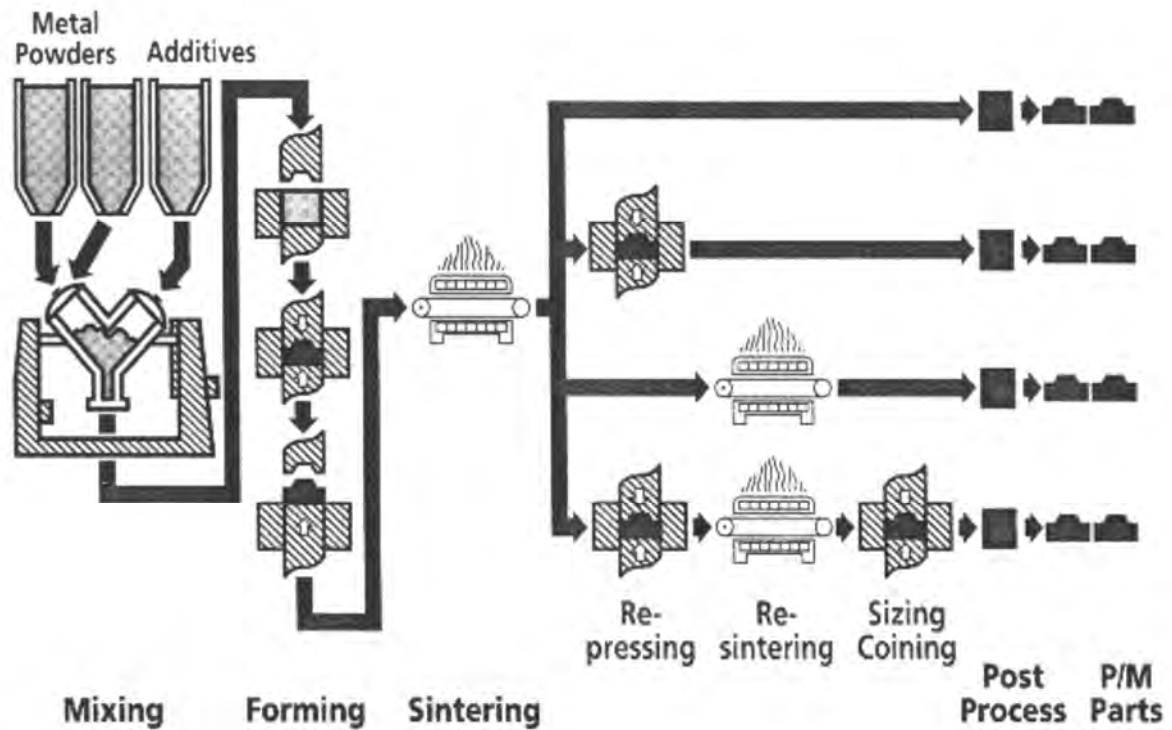 Metal
Powders
Additives
Re-
pressing
Re-
sintering
Sizing
Coining
Post
Process
P/M
Parts
Mixing
Forming
Sintering